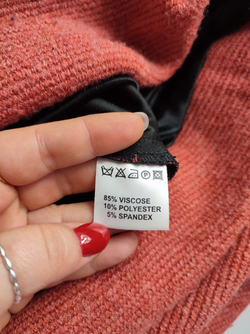 85% VISCOSE
10% POLYESTER
5% SPANDEX